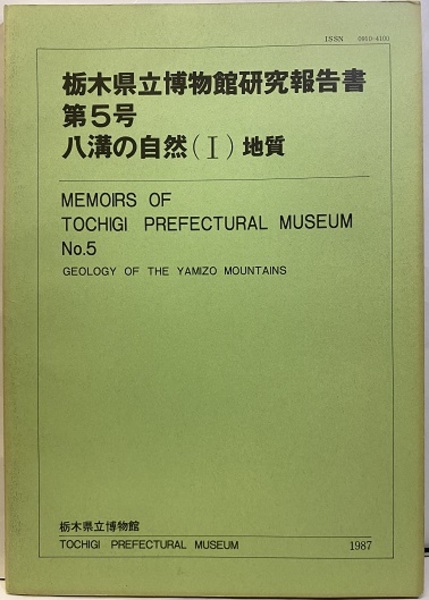 ISSN 0910-4100
栃木県立博物館研究報告書
第5号
八溝の自然(Ⅰ)地質
MEMOIRS OF
TOCHIGI PREFECTURAL MUSEUM
No.5
GEOLOGY OF THE YAMIZO MOUNTAINS
栃木県立博物館
TOCHIGI PREFECTURAL MUSEUM 1987